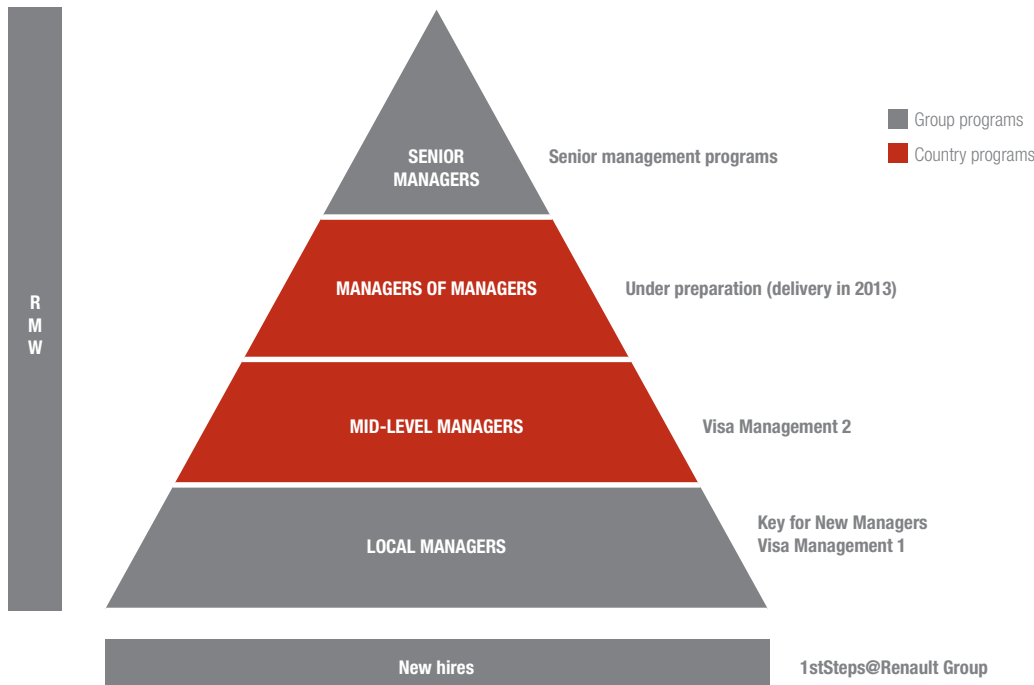 R
M
W
SENIOR
MANAGERS
Senior management programs
Group programs
Country programs
MANAGERS OF MANAGERS
Under preparation (delivery in 2013)
MID-LEVEL MANAGERS
Visa Management 2
LOCAL MANAGERS
Key for New Managers
Visa Management 1
New hires
1stSteps@Renault Group